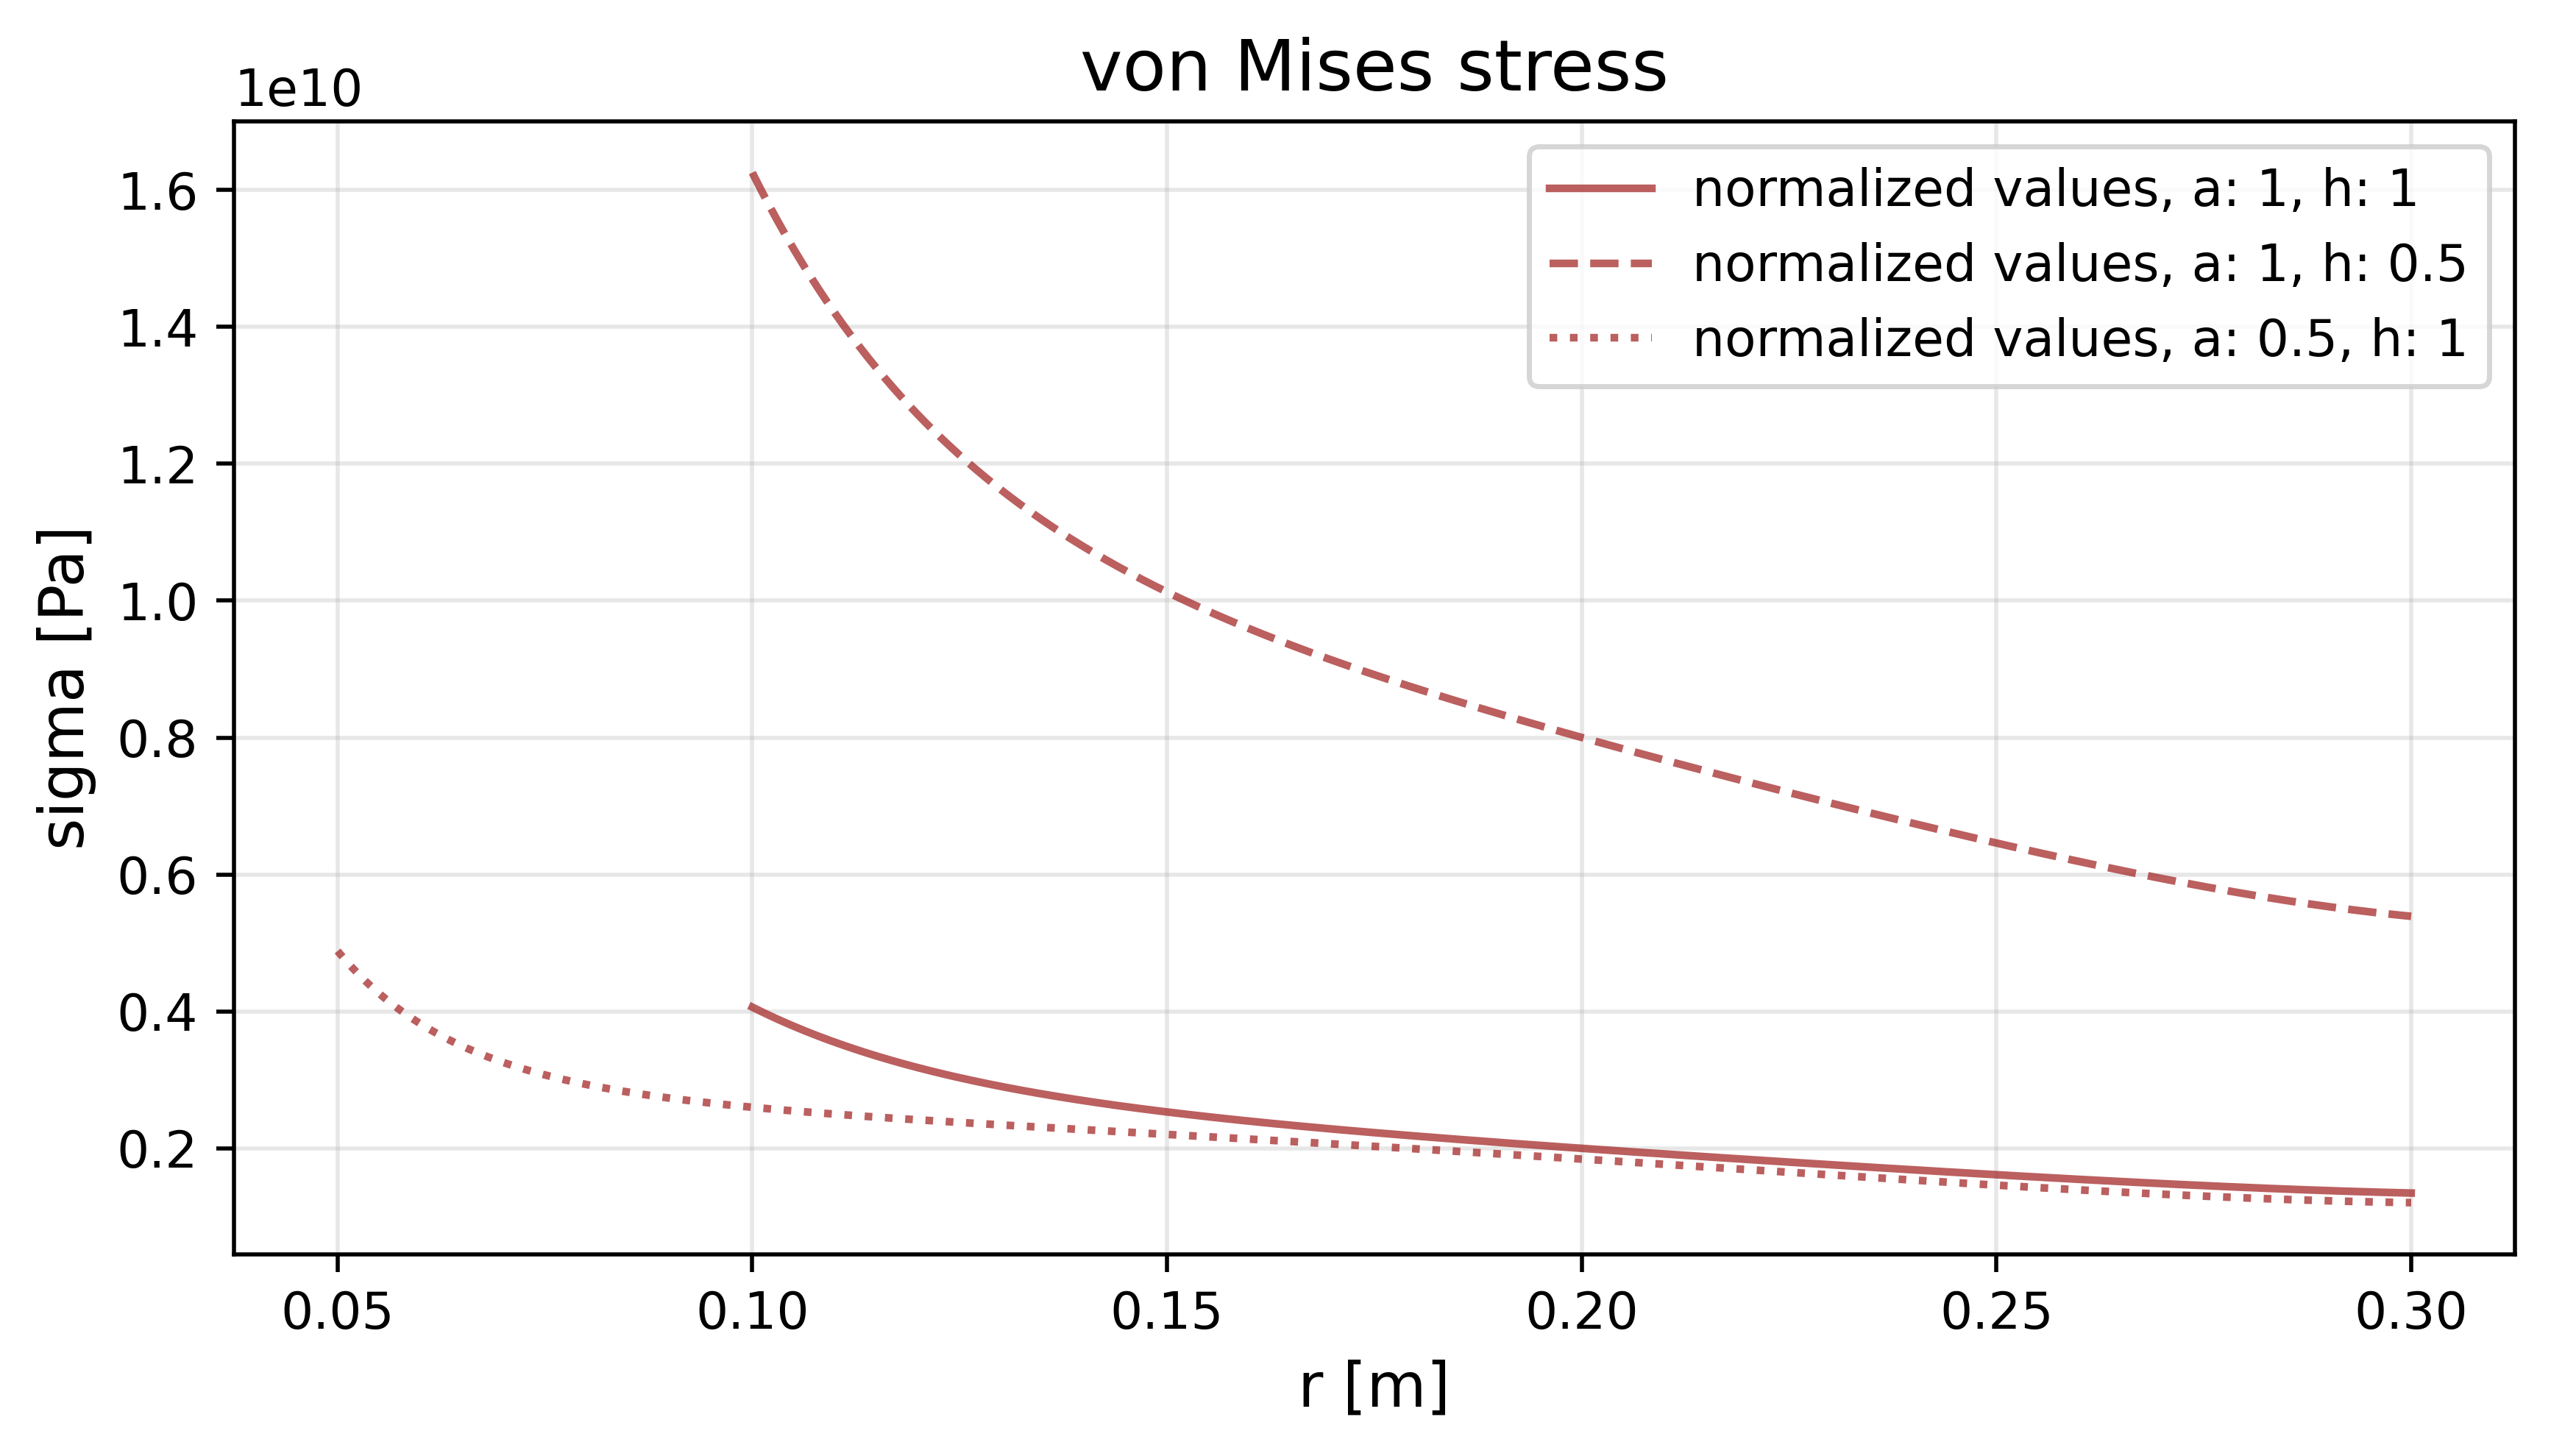 von Mises stress
1e10
normalized values, a: 1, h: 1
normalized values, a: 1, h: 0.5
normalized values, a: 0.5, h: 1
1.6
1.4
1.2
1.0
0.8
0.6
0.4
0.2
sigma [Pa]
0.05 0.10 0.15 0.20 0.25 0.30
r [m]